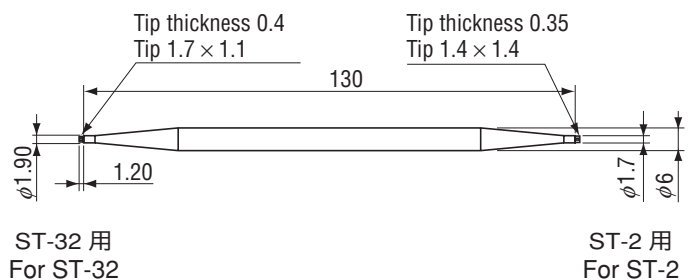 Tip thickness 0.4
Tip 1.7 × 1.1
Tip thickness 0.35
Tip 1.4 × 1.4
130
φ1.90
1.20
φ1.7
φ6
ST-32 用
For ST-32
ST-2 用
For ST-2